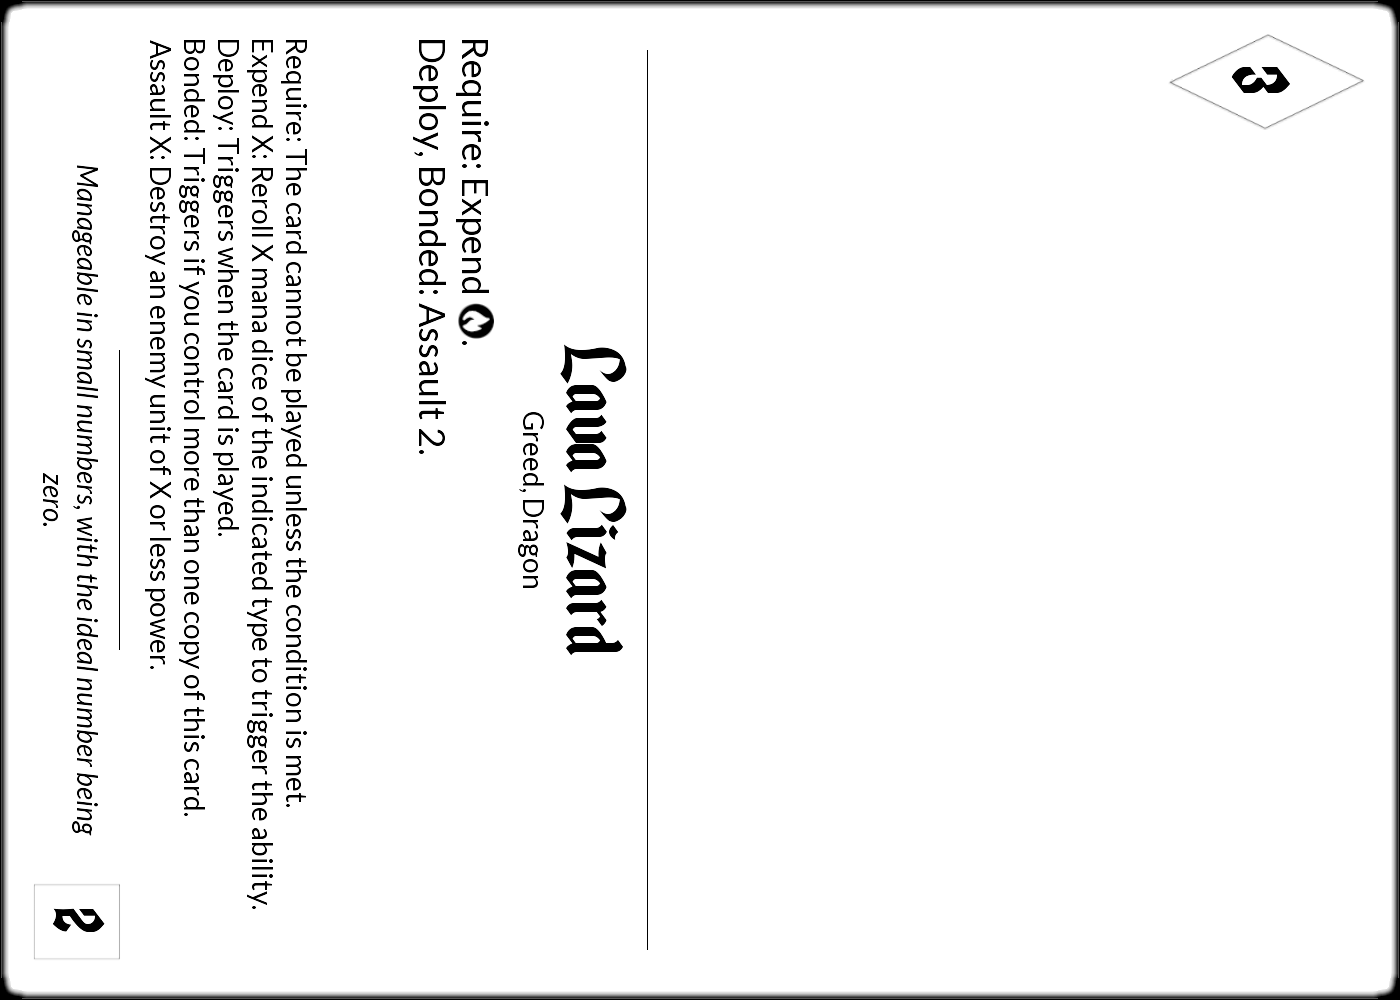 3
Lava Lizard
Greed, Dragon
Require: Expend .
Deploy, Bonded: Assault 2.
Require: The card cannot be played unless the condition is met.
Expend X: Reroll X mana dice of the indicated type to trigger the ability.
Deploy: Triggers when the card is played.
Bonded: Triggers if you control more than one copy of this card.
Assault X: Destroy an enemy unit of X or less power.
Manageable in small numbers, with the ideal number being
zero.
2